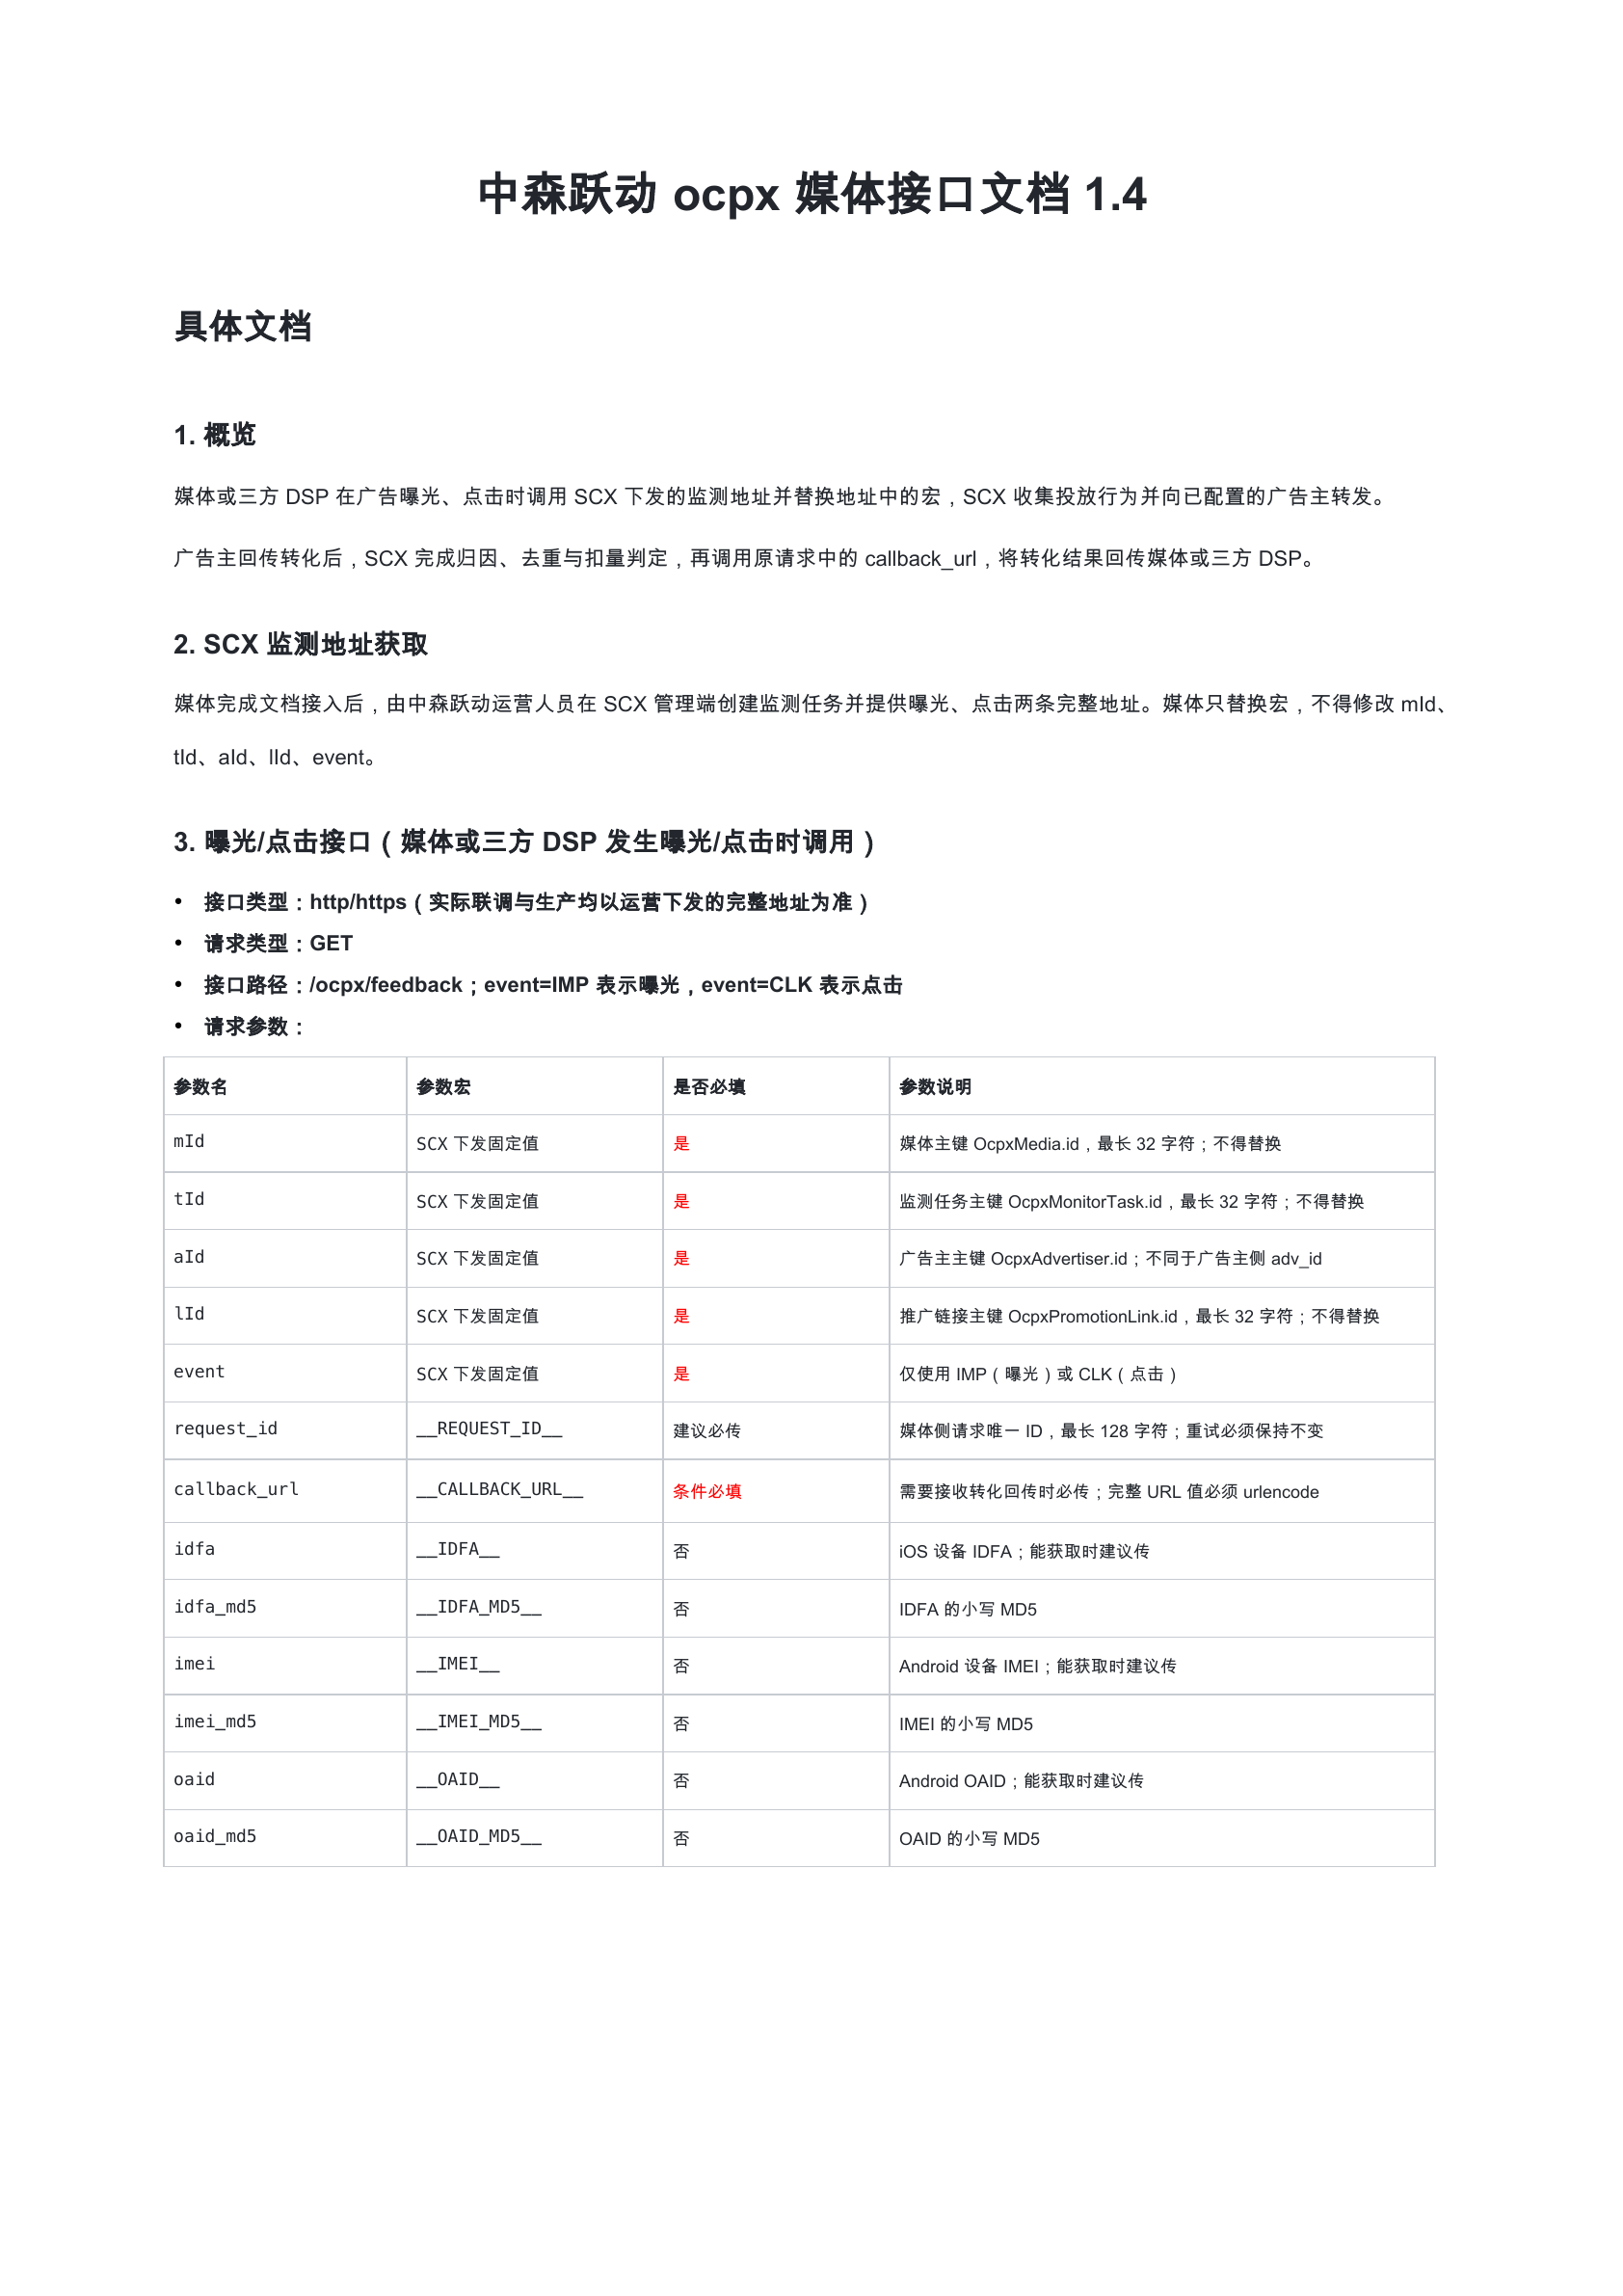 中森跃动 ocpx 媒体接口文档 1.4
具体文档
1. 概览
媒体或三方 DSP 在广告曝光、点击时调用 SCX 下发的监测地址并替换地址中的宏，SCX 收集投放行为并向已配置的广告主转发。
广告主回传转化后，SCX 完成归因、去重与扣量判定，再调用原请求中的 callback_url，将转化结果回传媒体或三方 DSP。
2. SCX 监测地址获取
媒体完成文档接入后，由中森跃动运营人员在 SCX 管理端创建监测任务并提供曝光、点击两条完整地址。媒体只替换宏，不得修改 mId、
tId、aId、lId、event。
3. 曝光/点击接口（媒体或三方 DSP 发生曝光/点击时调用）
• 接口类型：http/https（实际联调与生产均以运营下发的完整地址为准）
• 请求类型：GET
• 接口路径：/ocpx/feedback；event=IMP 表示曝光，event=CLK 表示点击
• 请求参数：
参数名 参数宏 是否必填 参数说明
mId SCX 下发固定值 是 媒体主键 OcpxMedia.id，最长 32 字符；不得替换
tId SCX 下发固定值 是 监测任务主键 OcpxMonitorTask.id，最长 32 字符；不得替换
aId SCX 下发固定值 是 广告主主键 OcpxAdvertiser.id；不同于广告主侧 adv_id
lId SCX 下发固定值 是 推广链接主键 OcpxPromotionLink.id，最长 32 字符；不得替换
event SCX 下发固定值 是 仅使用 IMP（曝光）或 CLK（点击）
request_id __REQUEST_ID__ 建议必传 媒体侧请求唯一 ID，最长 128 字符；重试必须保持不变
callback_url __CALLBACK_URL__ 条件必填 需要接收转化回传时必传；完整 URL 值必须 urlencode
idfa __IDFA__ 否 iOS 设备 IDFA；能获取时建议传
idfa_md5 __IDFA_MD5__ 否 IDFA 的小写 MD5
imei __IMEI__ 否 Android 设备 IMEI；能获取时建议传
imei_md5 __IMEI_MD5__ 否 IMEI 的小写 MD5
oaid __OAID__ 否 Android OAID；能获取时建议传
oaid_md5 __OAID_MD5__ 否 OAID 的小写 MD5